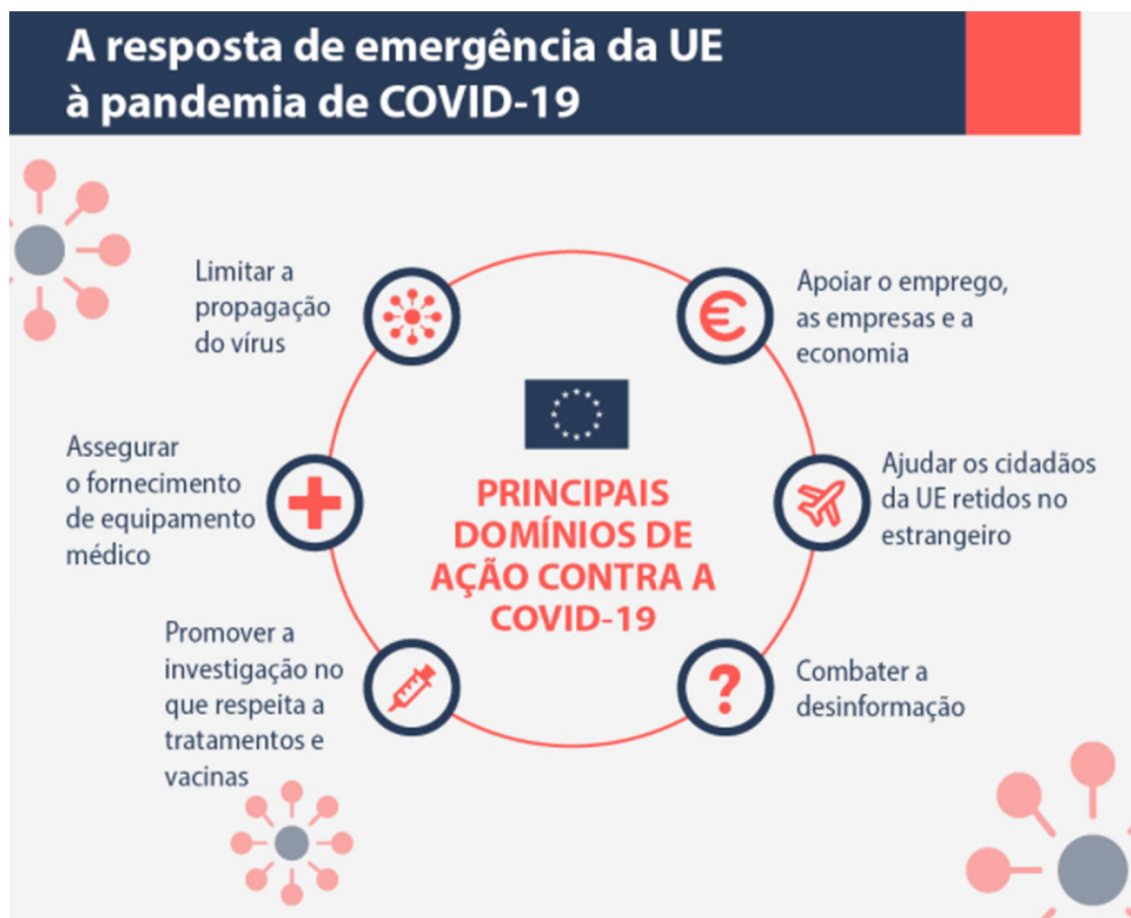 A resposta de emergência da UE
à pandemia de COVID-19
Limitar a
propagação
do vírus
Apoiar o emprego,
as empresas e a
economia
Assegurar
o fornecimento
de equipamento
médico
PRINCIPAIS
DOMÍNIOS DE
AÇÃO CONTRA A
COVID-19
Ajudar os cidadãos
da UE retidos no
estrangeiro
Promover a
investigação no
que respeita a
tratamentos e
vacinas
Combater a
desinformação